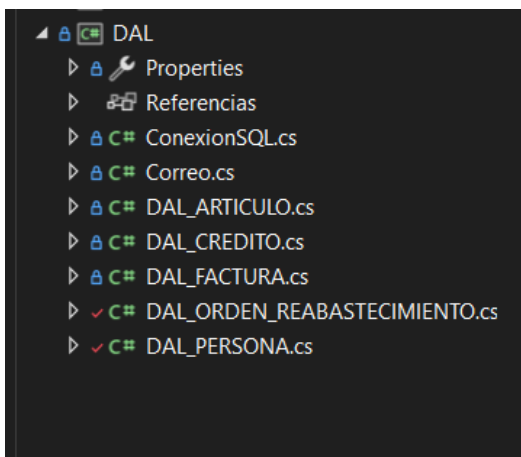 C# DAL
Properties
Referencias
C# ConexionSQL.cs
C# Correo.cs
C# DAL_ARTICULO.cs
C# DAL_CREDITO.cs
C# DAL_FACTURA.cs
C# DAL_ORDEN_REABASTECIMIENTO.cs
C# DAL_PERSONA.cs